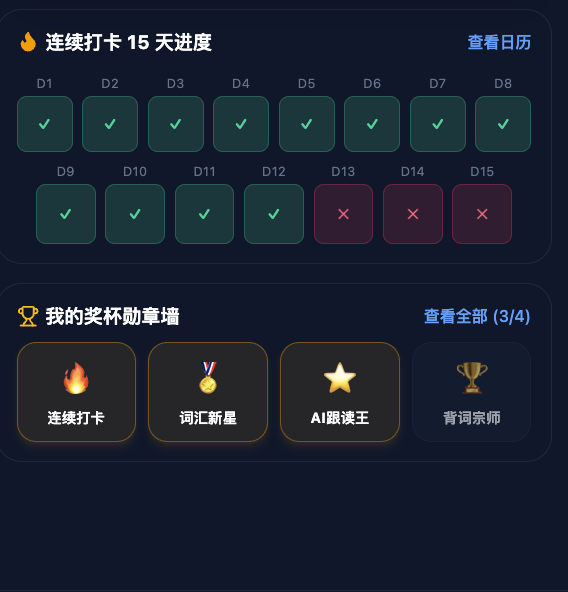 连续打卡 15 天进度 查看日历
D1 D2 D3 D4 D5 D6 D7 D8
D9 D10 D11 D12 D13 D14 D15
我的奖杯勋章墙 查看全部 (3/4)
连续打卡 词汇新星 AI跟读王 背词宗师